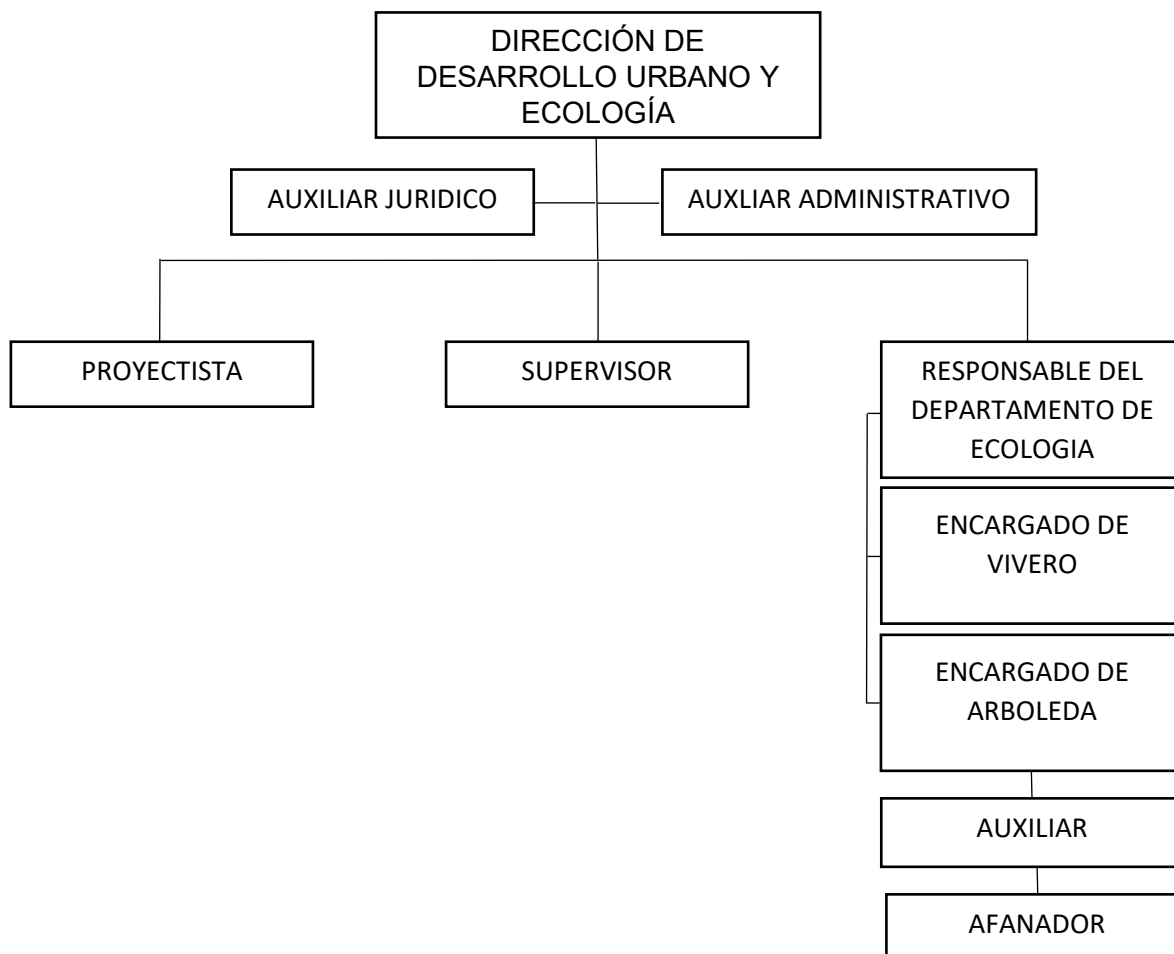 DIRECCIÓN DE
DESARROLLO URBANO Y
ECOLOGÍA
AUXILIAR JURIDICO
AUXLIAR ADMINISTRATIVO
PROYECTISTA
SUPERVISOR
RESPONSABLE DEL
DEPARTAMENTO DE
ECOLOGIA
ENCARGADO DE
VIVERO
ENCARGADO DE
ARBOLEDA
AUXILIAR
AFANADOR